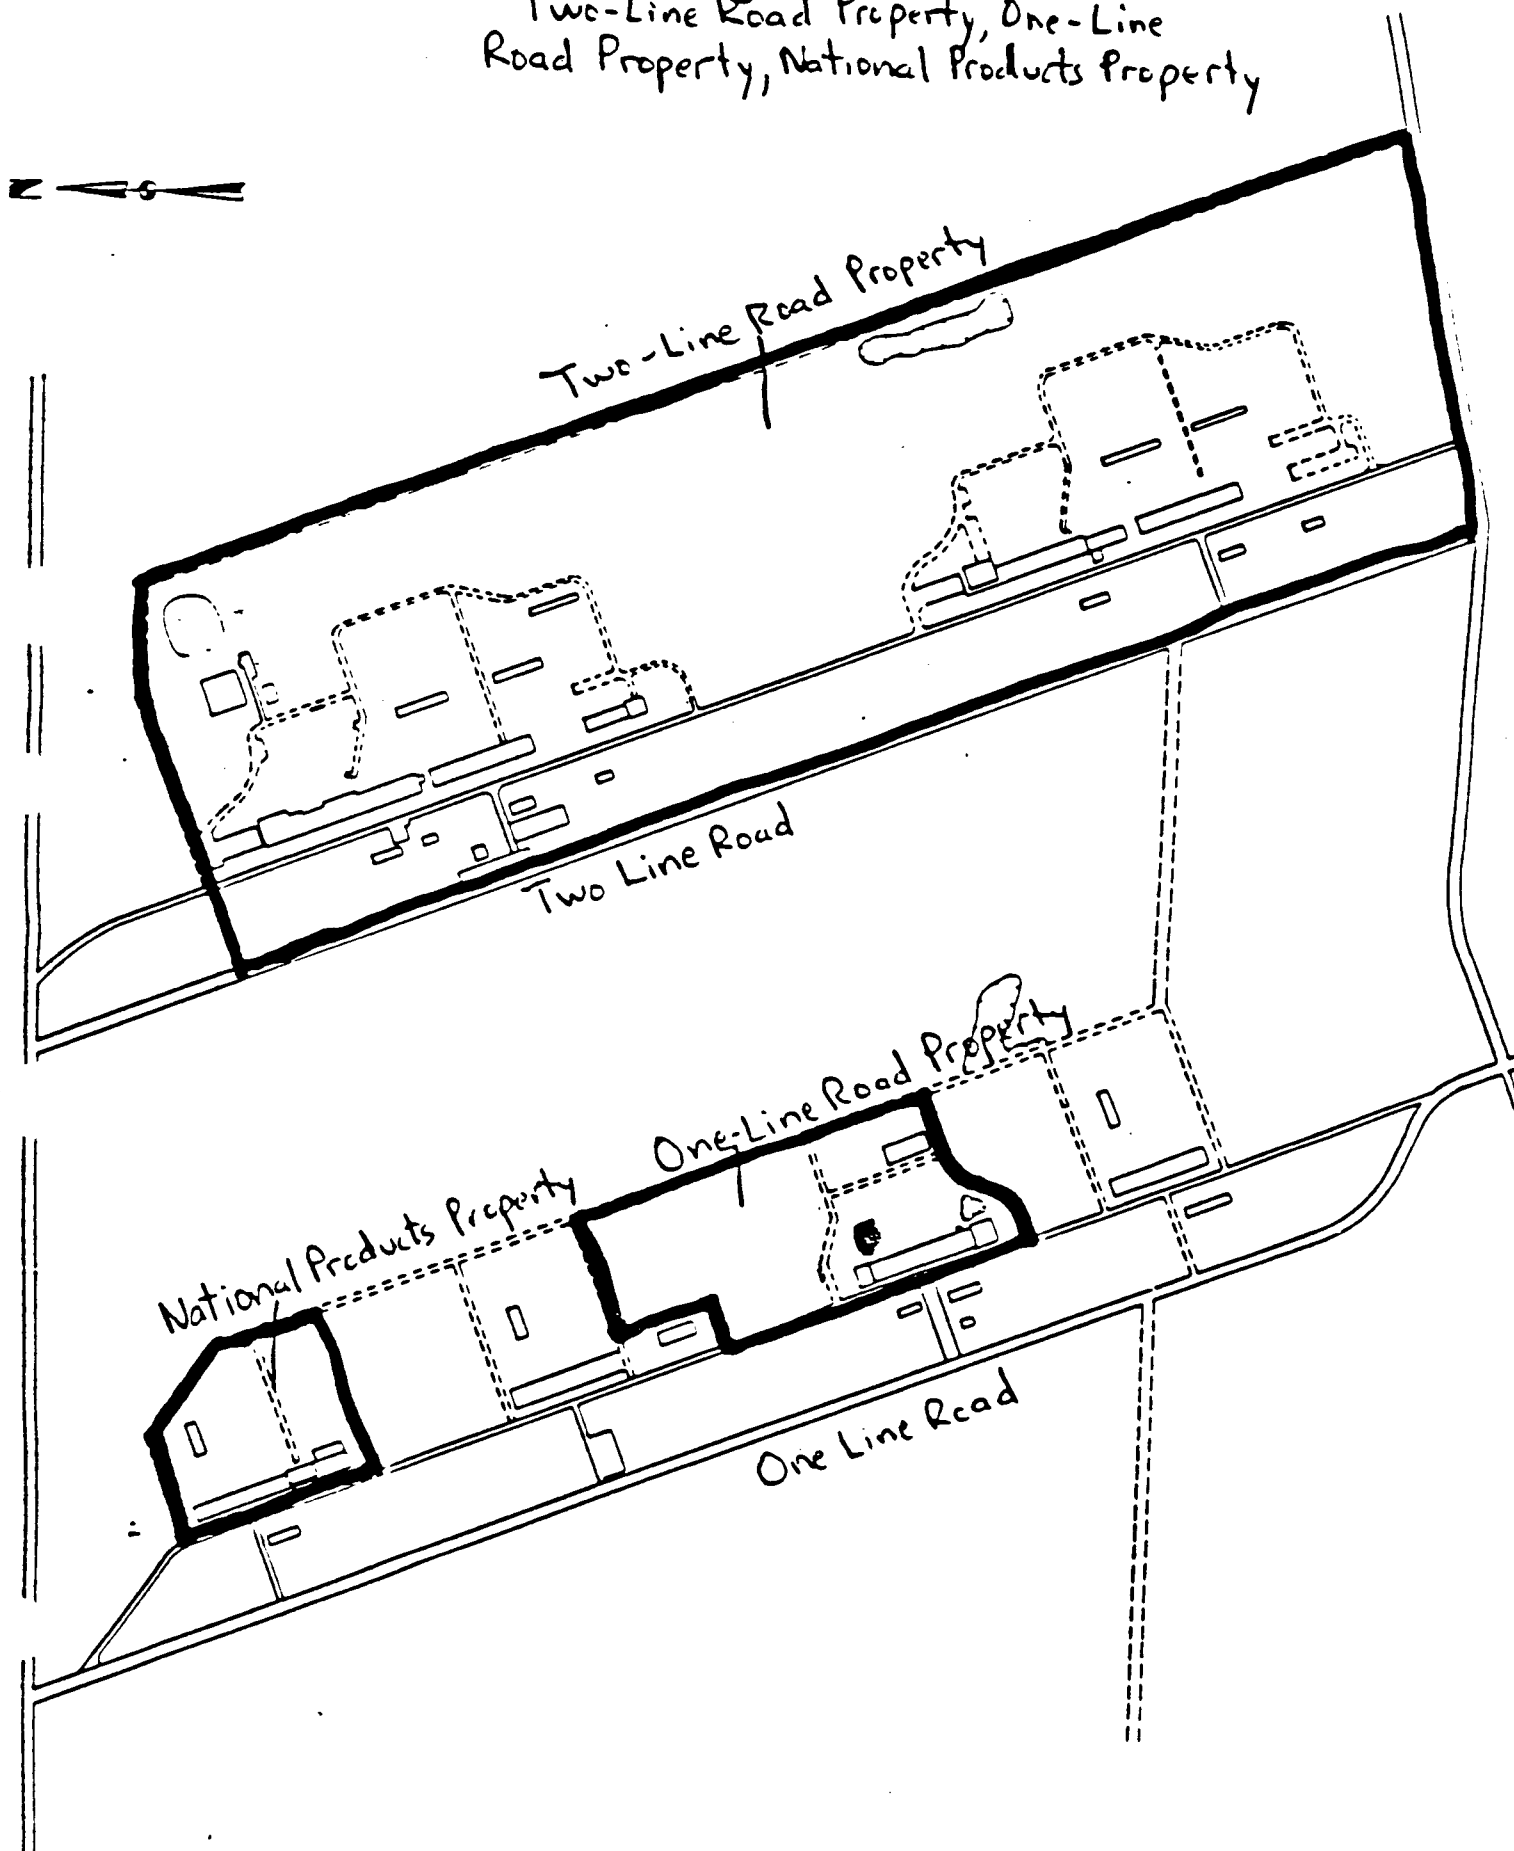 Two-Line Road Property, One-Line
Road Property, National Products Property
N
Two-Line Road Property
Two Line Road
One-Line Road Property
National Products Property
One Line Road